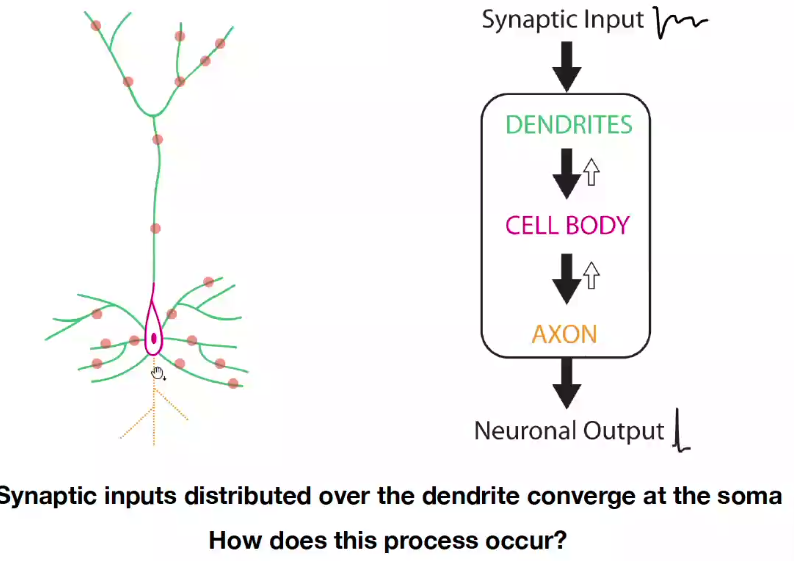 Synaptic Input
DENDRITES
CELL BODY
AXON
Neuronal Output
Synaptic inputs distributed over the dendrite converge at the soma
How does this process occur?